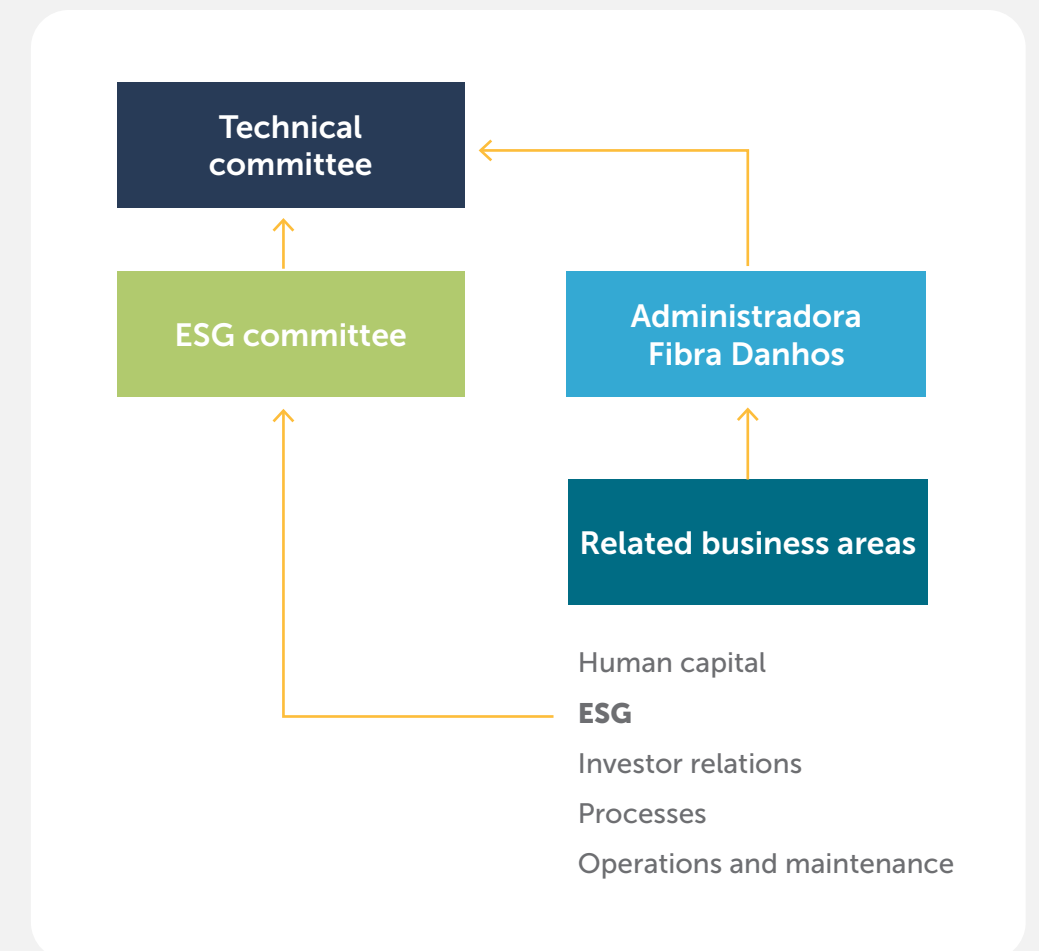 Technical
committee
ESG committee
Administradora
Fibra Danhos
Related business areas
Human capital
ESG
Investor relations
Processes
Operations and maintenance